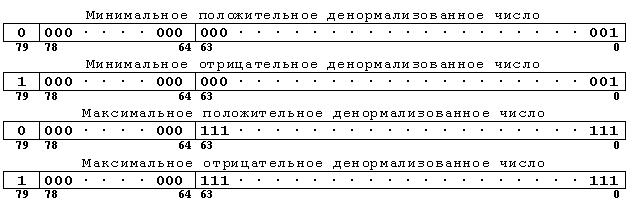 Минимальное положительное денормализованное число
0 000 · · · · 000 000 · · · · · · · · · · · · · · · · · · · 001
79 78 64 63 0
Минимальное отрицательное денормализованное число
1 000 · · · · 000 000 · · · · · · · · · · · · · · · · · · · 001
79 78 64 63 0
Максимальное положительное денормализованное число
0 000 · · · · 000 111 · · · · · · · · · · · · · · · · · · · 111
79 78 64 63 0
Максимальное отрицательное денормализованное число
1 000 · · · · 000 111 · · · · · · · · · · · · · · · · · · · 111
79 78 64 63 0